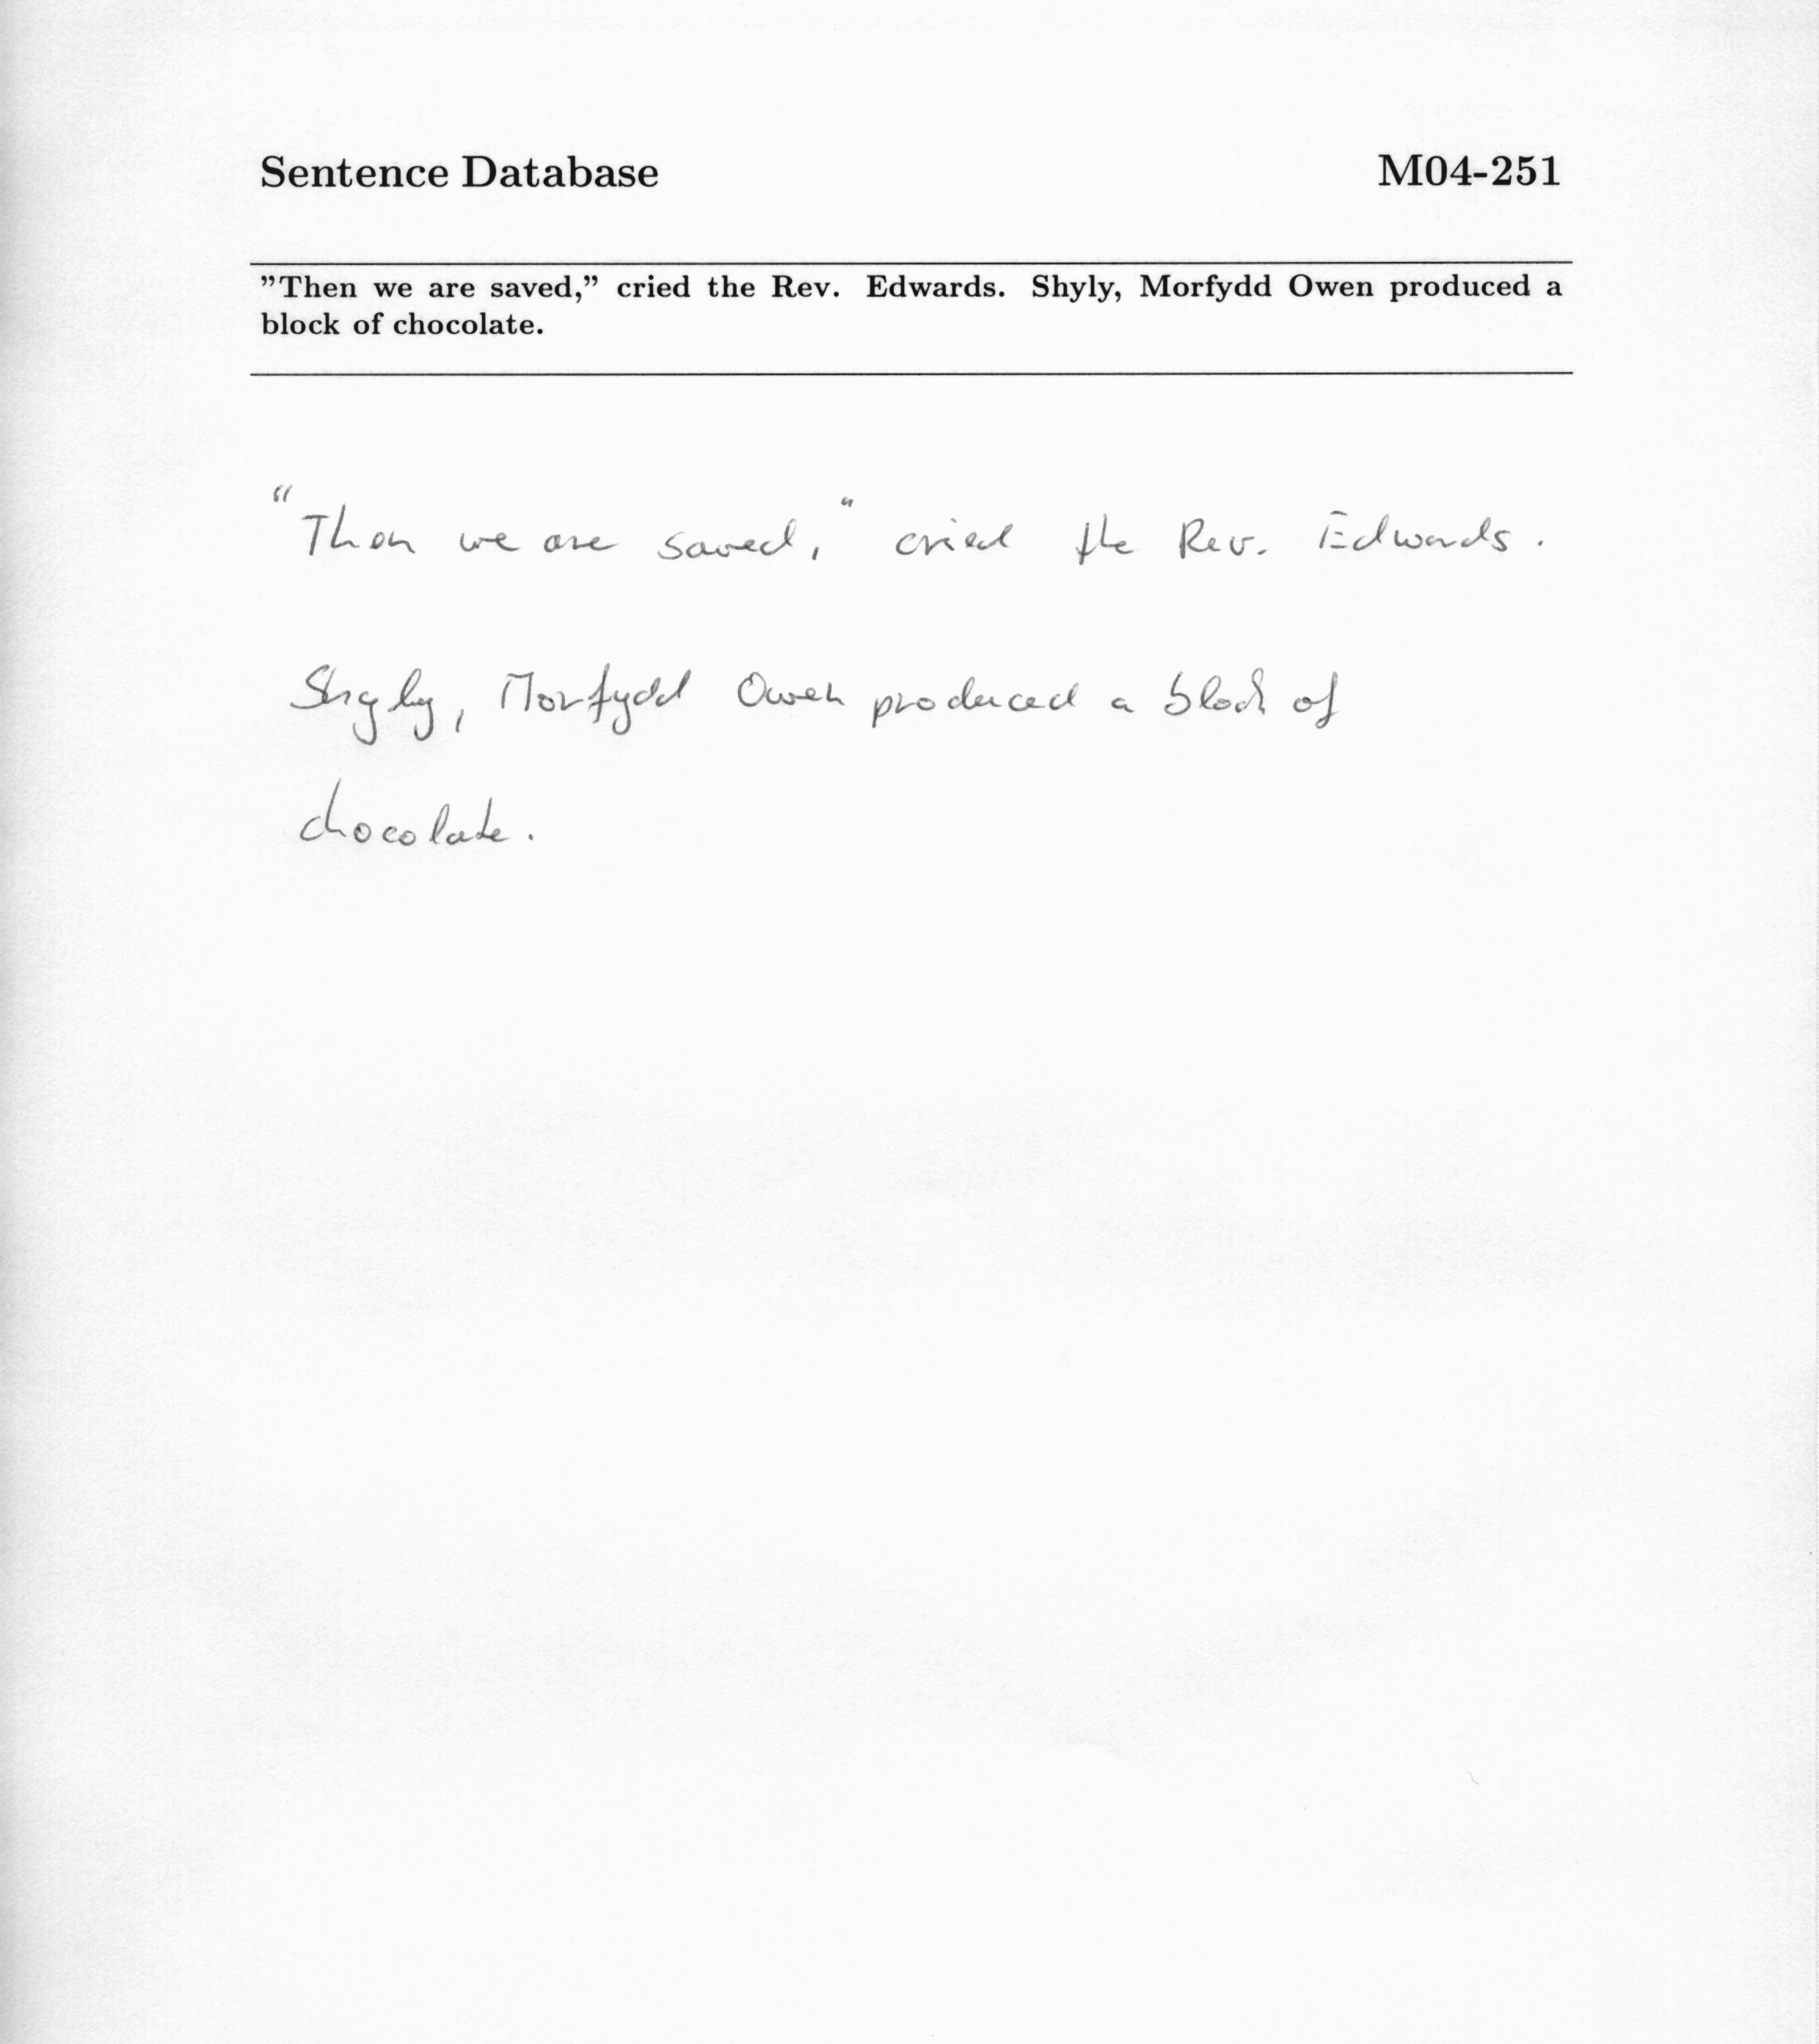 Sentence Database M04-251
"Then we are saved," cried the Rev. Edwards. Shyly, Morfydd Owen produced a
block of chocolate.
"Then we are saved," cried the Rev. Edwards.
Shyly, Morfydd Owen produced a block of
chocolate.